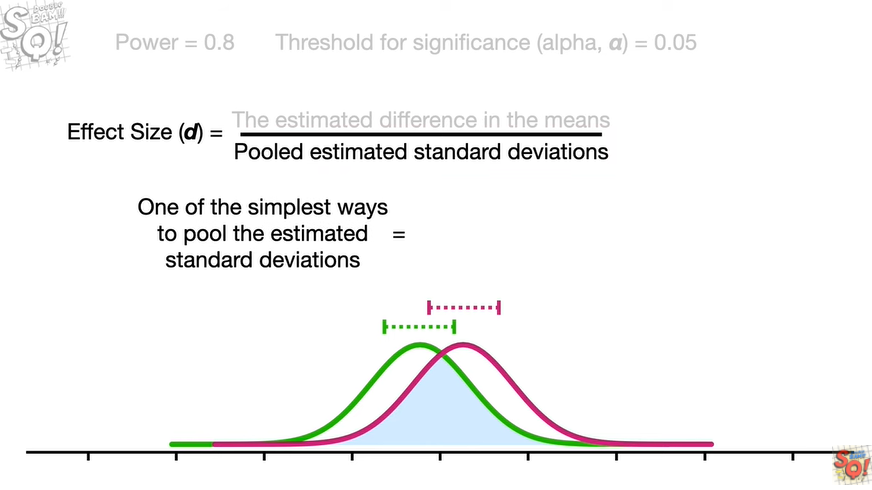 Power = 0.8 Threshold for significance (alpha, α) = 0.05
The estimated difference in the means
Effect Size (d) =
Pooled estimated standard deviations
One of the simplest ways
to pool the estimated =
standard deviations
SQ!